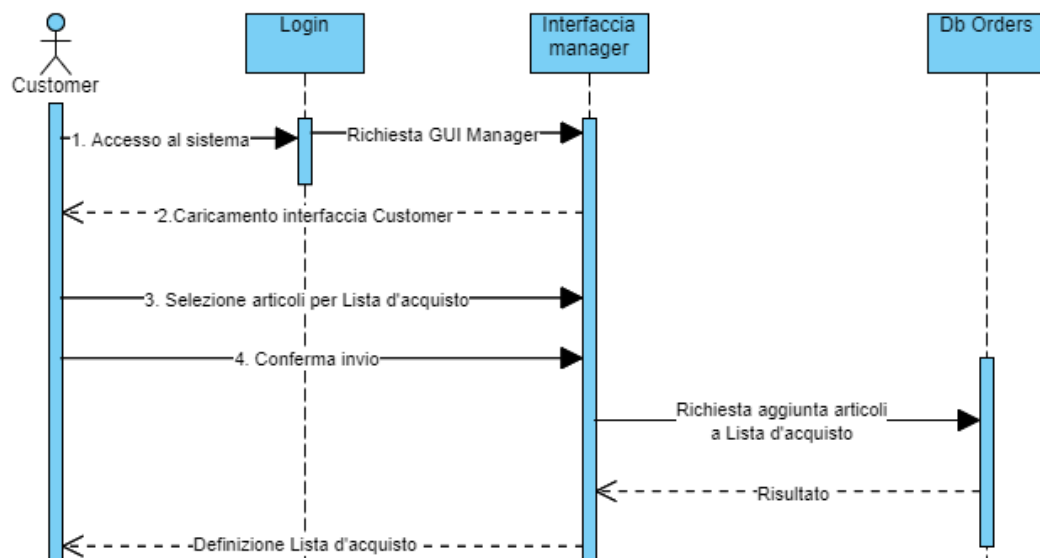 Login
Interfaccia
manager
Db Orders
Customer
1. Accesso al sistema
Richiesta GUI Manager
2.Caricamento interfaccia Customer
3. Selezione articoli per Lista d'acquisto
4. Conferma invio
Richiesta aggiunta articoli
a Lista d'acquisto
Risultato
Definizione Lista d'acquisto